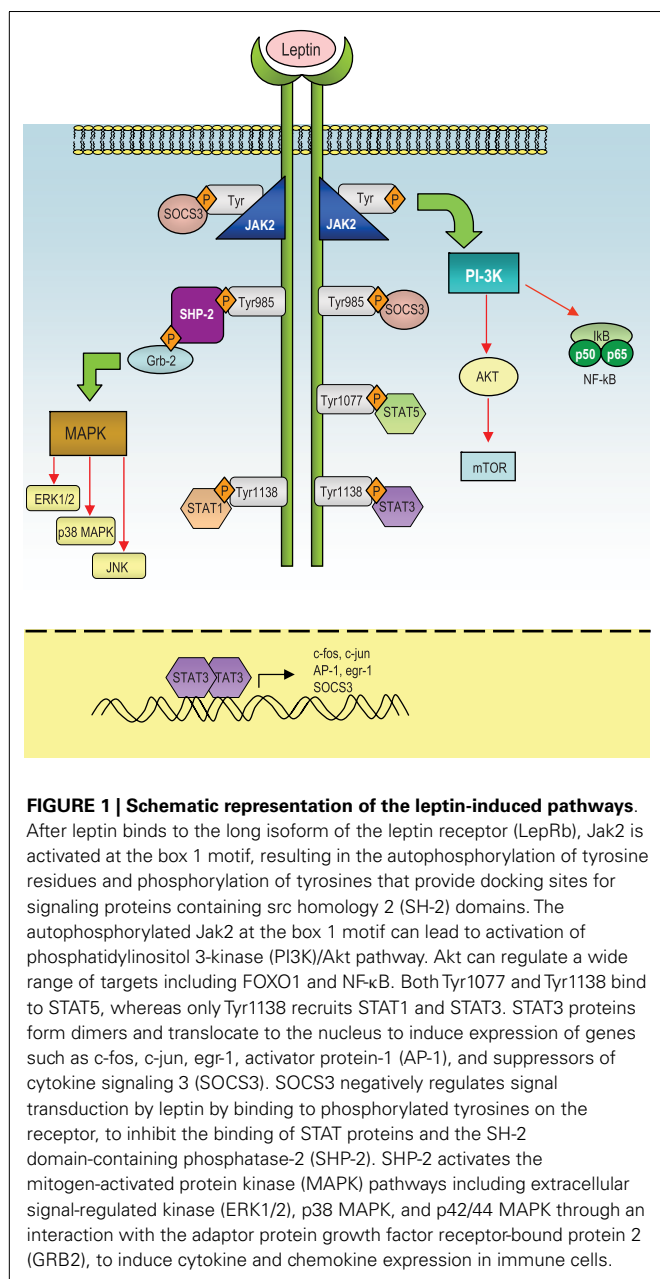 Leptin
P
Tyr
SOCS3
JAK2
Tyr
P
JAK2
PI-3K
P
Tyr985
SHP-2
P
Grb-2
Tyr985
P
SOCS3
IkB
p50 p65
NF-kB
AKT
MAPK
P
Tyr1077
STAT5
mTOR
ERK1/2
p38 MAPK
JNK
P
Tyr1138
STAT1
Tyr1138
P
STAT3
STAT3 TAT3
c-fos, c-jun
AP-1, egr-1
SOCS3
FIGURE 1 | Schematic representation of the leptin-induced pathways.
After leptin binds to the long isoform of the leptin receptor (LepRb), Jak2 is
activated at the box 1 motif, resulting in the autophosphorylation of tyrosine
residues and phosphorylation of tyrosines that provide docking sites for
signaling proteins containing src homology 2 (SH-2) domains. The
autophosphorylated Jak2 at the box 1 motif can lead to activation of
phosphatidylinositol 3-kinase (PI3K)/Akt pathway. Akt can regulate a wide
range of targets including FOXO1 and NF-κB. Both Tyr1077 and Tyr1138 bind
to STAT5, whereas only Tyr1138 recruits STAT1 and STAT3. STAT3 proteins
form dimers and translocate to the nucleus to induce expression of genes
such as c-fos, c-jun, egr-1, activator protein-1 (AP-1), and suppressors of
cytokine signaling 3 (SOCS3). SOCS3 negatively regulates signal
transduction by leptin by binding to phosphorylated tyrosines on the
receptor, to inhibit the binding of STAT proteins and the SH-2
domain-containing phosphatase-2 (SHP-2). SHP-2 activates the
mitogen-activated protein kinase (MAPK) pathways including extracellular
signal-regulated kinase (ERK1/2), p38 MAPK, and p42/44 MAPK through an
interaction with the adaptor protein growth factor receptor-bound protein 2
(GRB2), to induce cytokine and chemokine expression in immune cells.